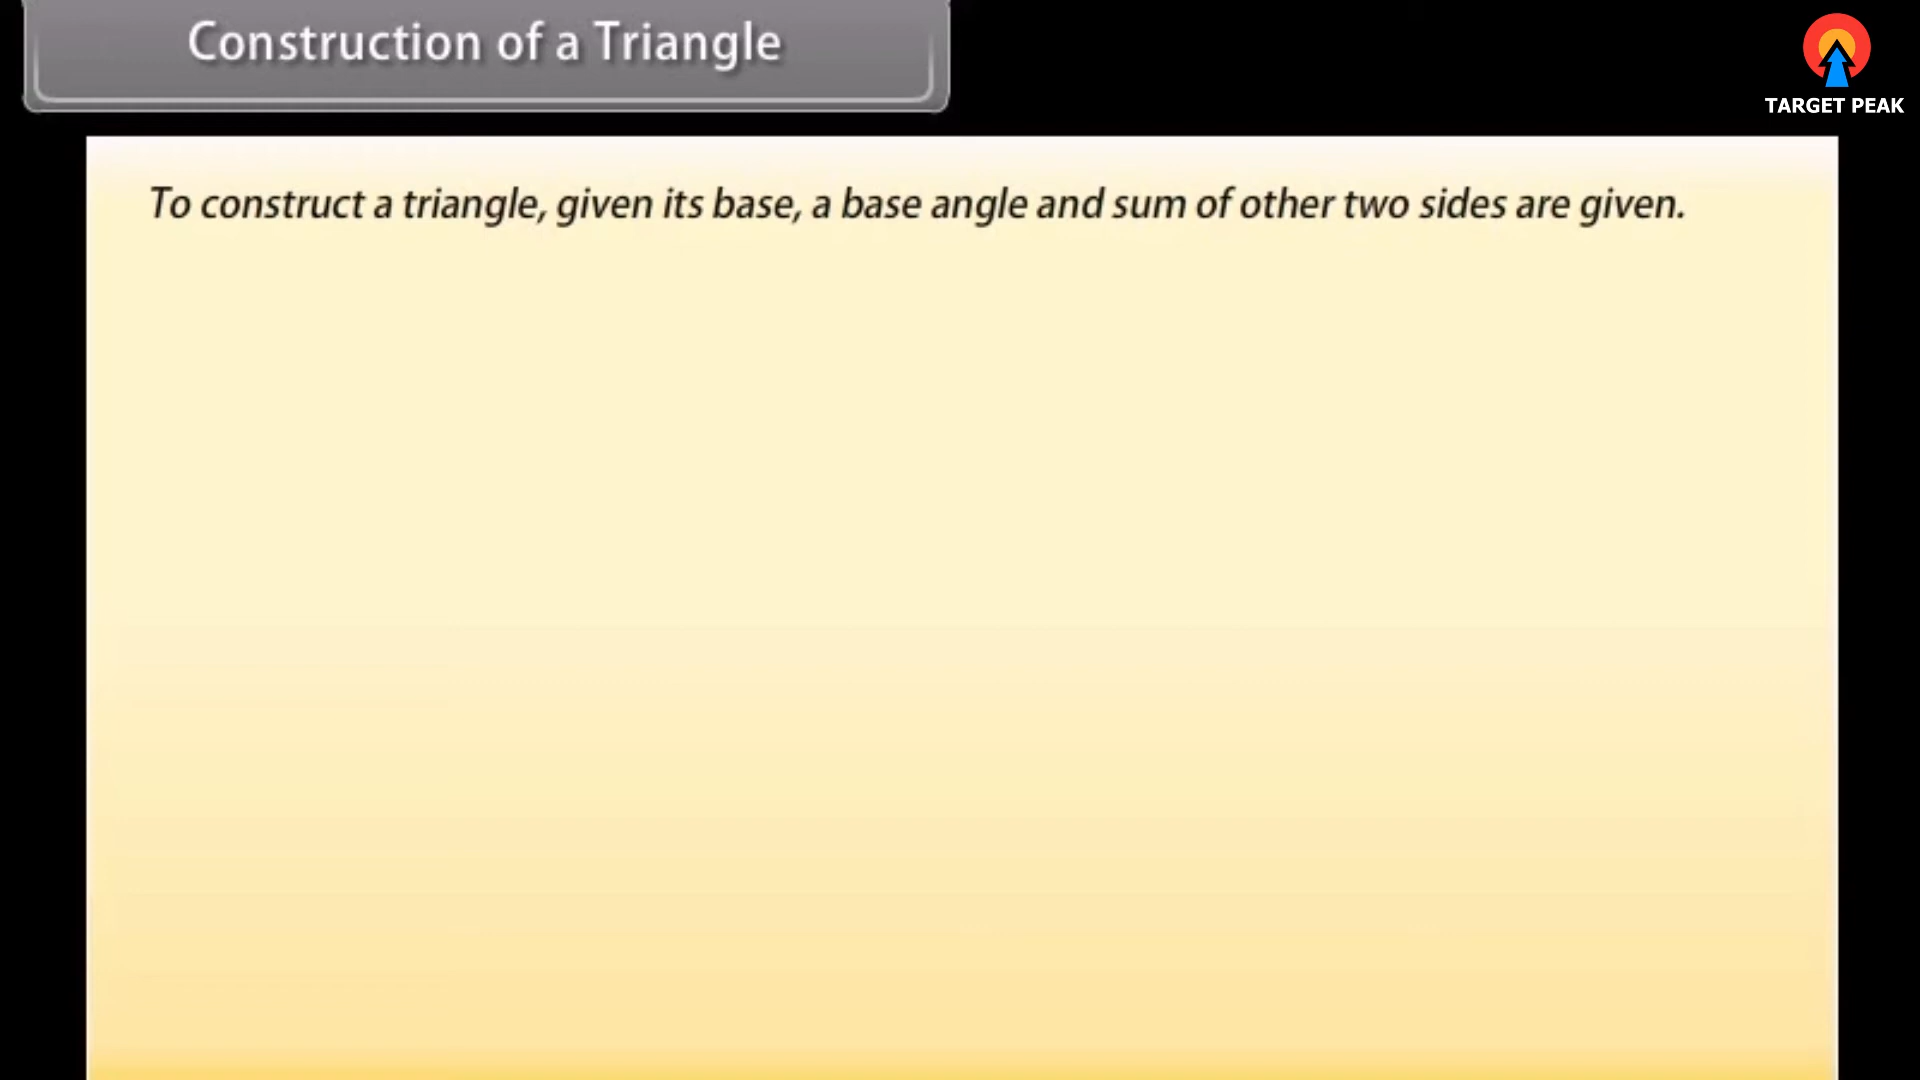 Construction of a Triangle
TARGET PEAK
To construct a triangle, given its base, a base angle and sum of other two sides are given.